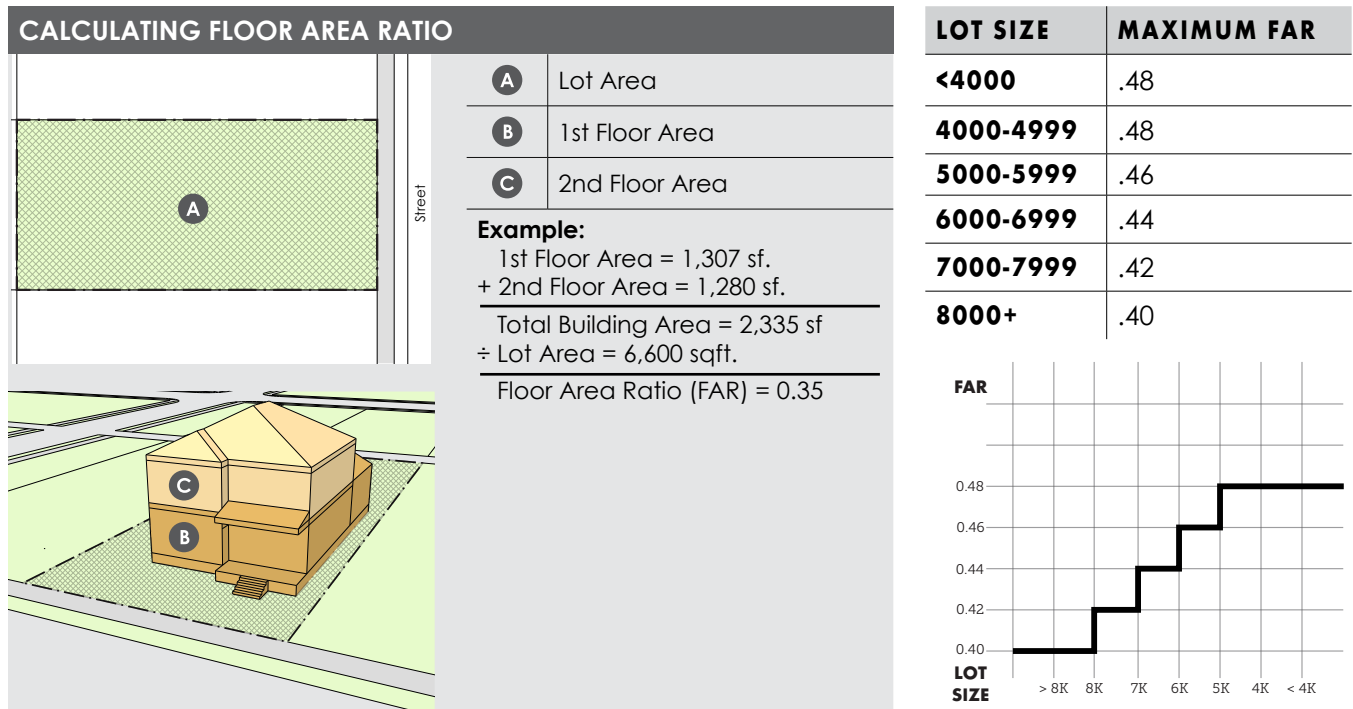 CALCULATING FLOOR AREA RATIO
A
Street
A Lot Area
B 1st Floor Area
C 2nd Floor Area
Example:
1st Floor Area = 1,307 sf.
+ 2nd Floor Area = 1,280 sf.
Total Building Area = 2,335 sf
÷ Lot Area = 6,600 sqft.
Floor Area Ratio (FAR) = 0.35
C
B
LOT SIZE MAXIMUM FAR
<4000 .48
4000-4999 .48
5000-5999 .46
6000-6999 .44
7000-7999 .42
8000+ .40
FAR
0.48
0.46
0.44
0.42
0.40
LOT
SIZE
> 8K 8K 7K 6K 5K 4K < 4K